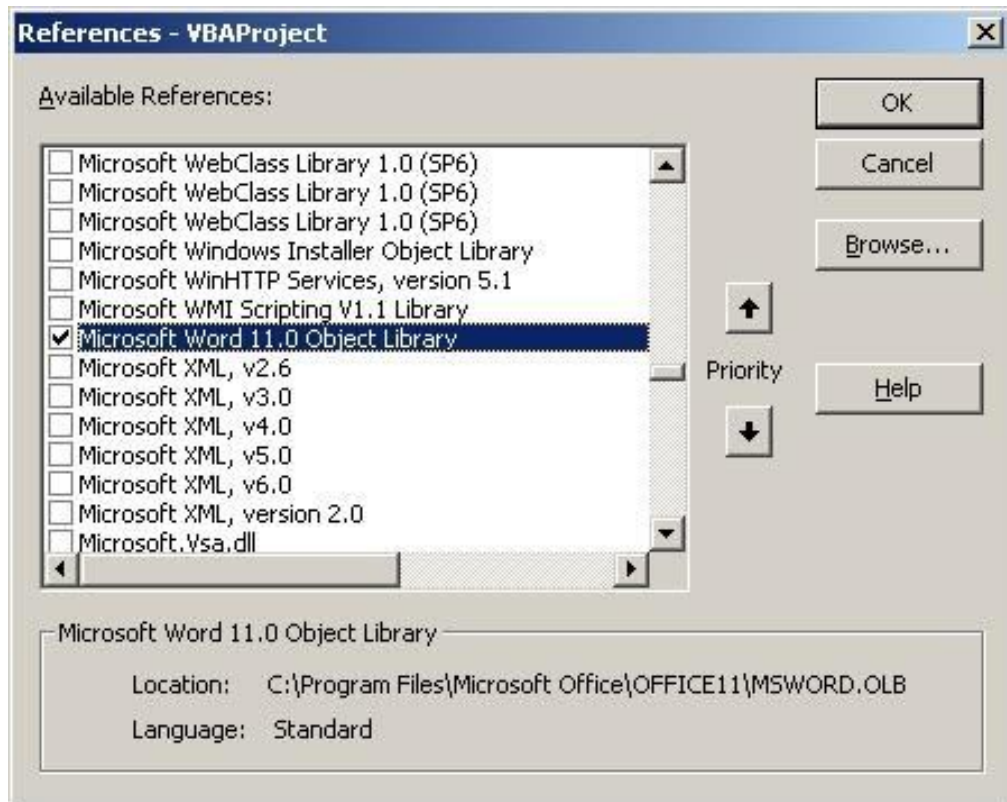 References - VBAProject
Available References:
OK
Cancel
Browse...
Priority
Help
Microsoft WebClass Library 1.0 (SP6)
Microsoft WebClass Library 1.0 (SP6)
Microsoft WebClass Library 1.0 (SP6)
Microsoft Windows Installer Object Library
Microsoft WinHTTP Services, version 5.1
Microsoft WMI Scripting V1.1 Library
Microsoft Word 11.0 Object Library
Microsoft XML, v2.6
Microsoft XML, v3.0
Microsoft XML, v4.0
Microsoft XML, v5.0
Microsoft XML, v6.0
Microsoft XML, version 2.0
Microsoft.Vsa.dll
Microsoft Word 11.0 Object Library
Location: C:\Program Files\Microsoft Office\OFFICE11\MSWORD.OLB
Language: Standard